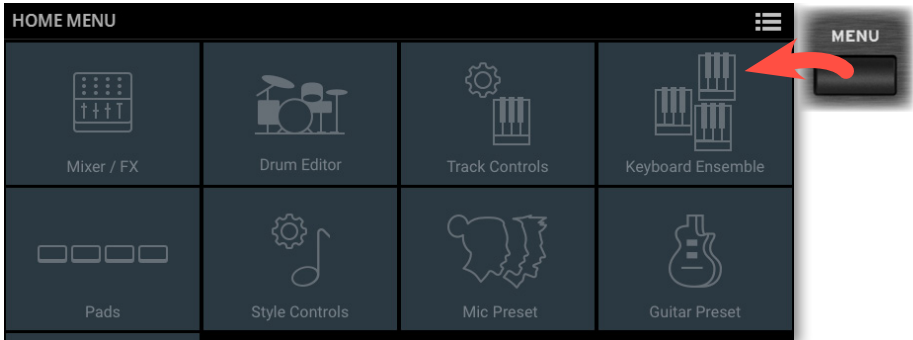 HOME MENU
MENU
Mixer / FX
Drum Editor
Track Controls
Keyboard Ensemble
Pads
Style Controls
Mic Preset
Guitar Preset